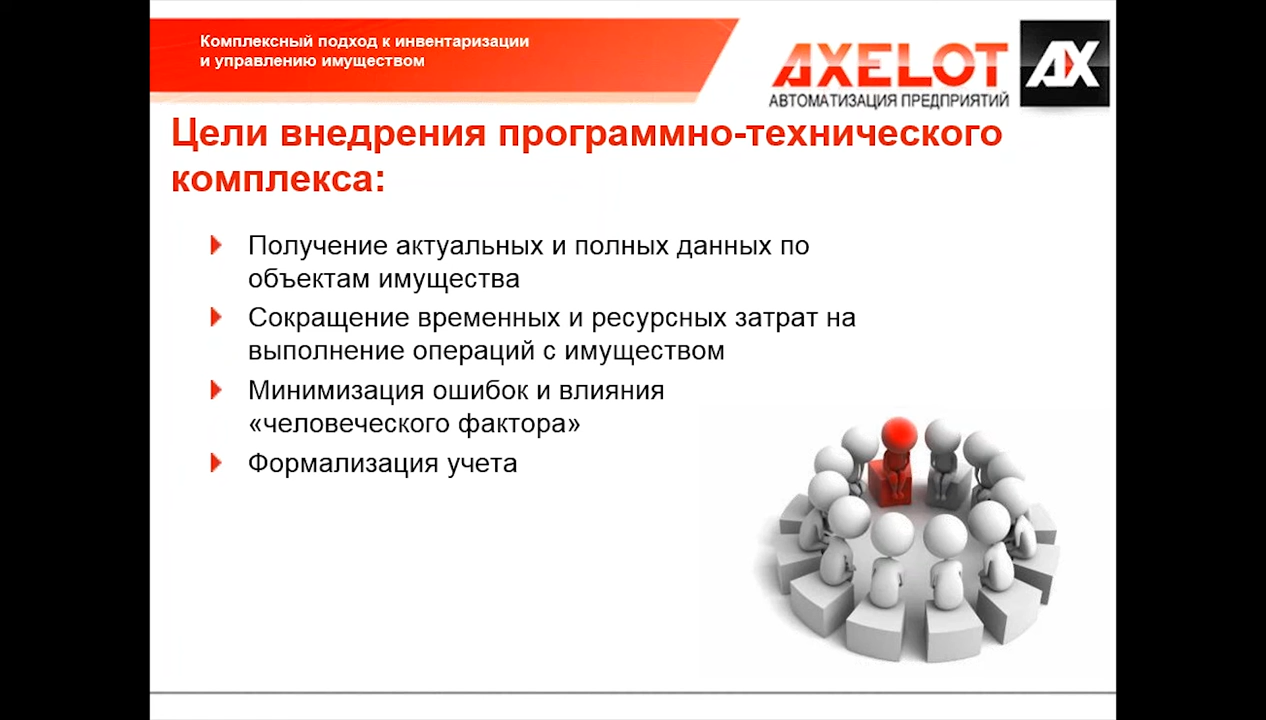 Комплексный подход к инвентаризации
и управлению имуществом
AXELOT
АВТОМАТИЗАЦИЯ ПРЕДПРИЯТИЙ
AX
Цели внедрения программно-технического
комплекса:
Получение актуальных и полных данных по
объектам имущества
Сокращение временных и ресурсных затрат на
выполнение операций с имуществом
Минимизация ошибок и влияния
«человеческого фактора»
Формализация учета